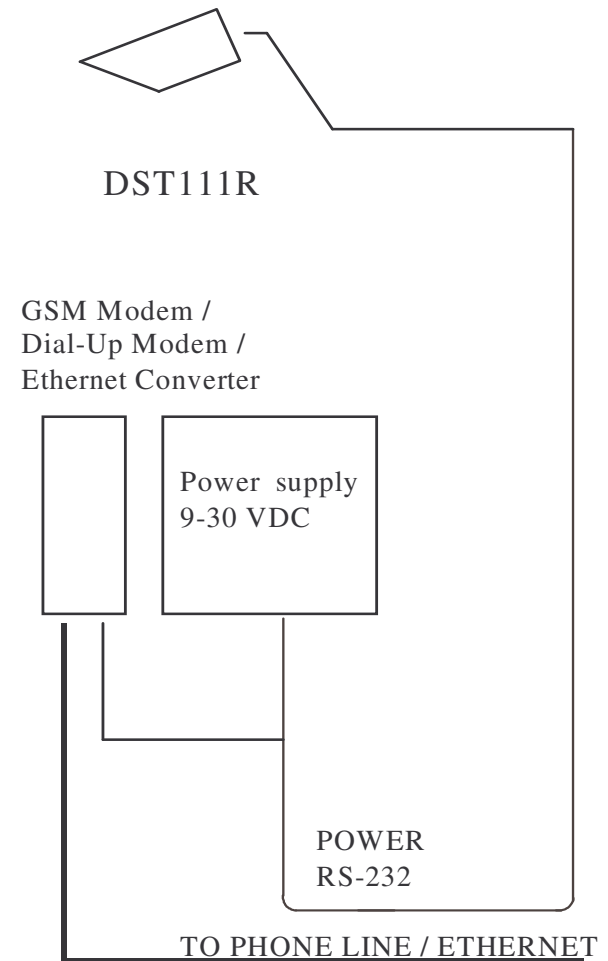 DST111R
GSM Modem /
Dial-Up Modem /
Ethernet Converter
Power supply
9-30 VDC
POWER
RS-232
TO PHONE LINE / ETHERNET